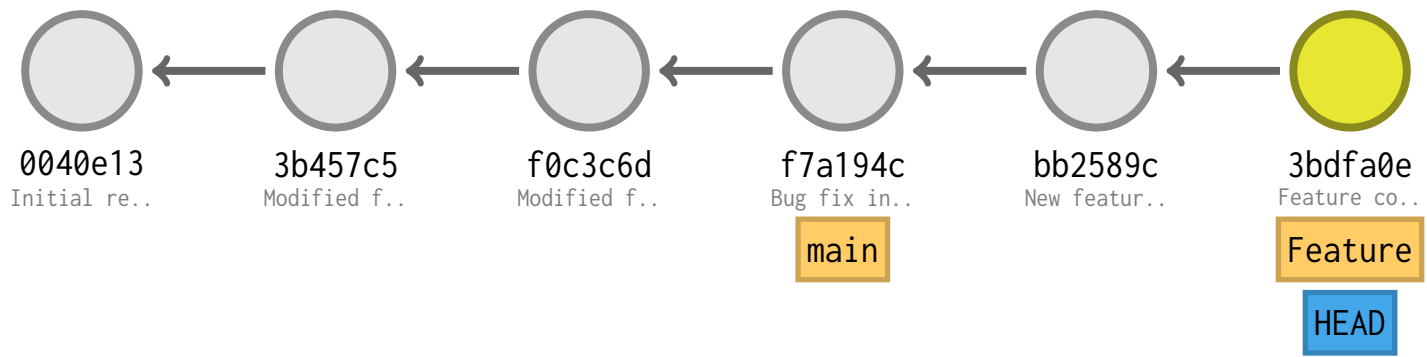 0040e13 3b457c5 f0c3c6d f7a194c bb2589c 3bdfa0e
Initial re.. Modified f.. Modified f.. Bug fix in.. New featur.. Feature co..
main Feature
HEAD